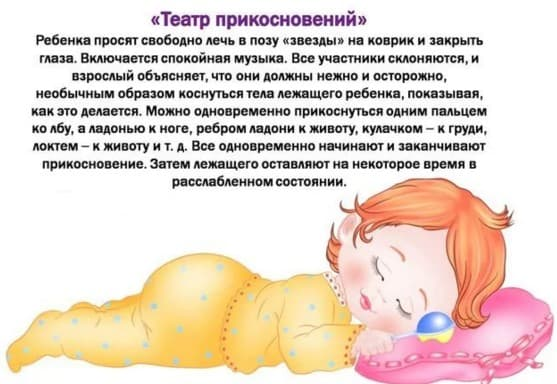 «Театр прикосновений»
Ребенка просят свободно лечь в позу «звезды» на коврик и закрыть
глаза. Включается спокойная музыка. Все участники склоняются, и
взрослый объясняет, что они должны нежно и осторожно,
необычным образом коснуться тела лежащего ребенка, показывая,
как это делается. Можно одновременно прикоснуться одним пальцем
ко лбу, а ладонью к ноге, ребром ладони к животу, кулачком – к груди,
локтем – к животу и т. д. Все одновременно начинают и заканчивают
прикосновение. Затем лежащего оставляют на некоторое время в
расслабленном состоянии.